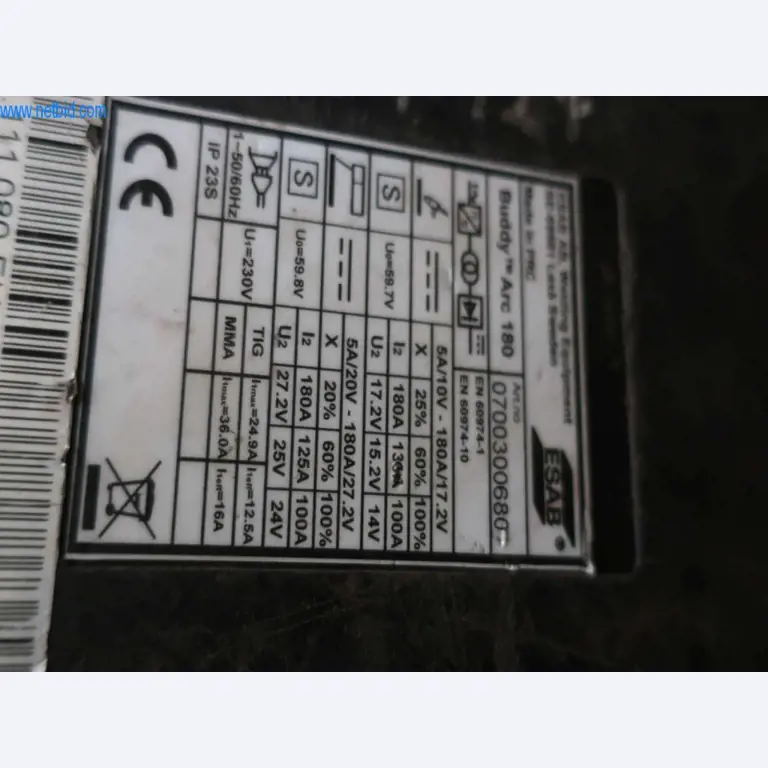 www.netbid.com
ESAB ®
ESAB AB, Welding Equipment
Laxå Sweden
Made in PRC
Buddy™ Arc 180
Art.no
0700300680
EN 60974-1
EN 60974-10
5A/10V - 180A/17.2V
X 25% 60% 100%
S
U0=59.7V
I2 180A 130A 100A
U2 17.2V 15.2V 14V
5A/20V - 180A/27.2V
X 20% 60% 100%
S
U0=59.8V
I2 180A 125A 100A
U2 27.2V 25V 24V
1~50/60Hz
U1=230V
TIG I1max=24.9A I1eff=12.5A
MMA I1max=36.0A I1eff=16A
IP 23S
CE